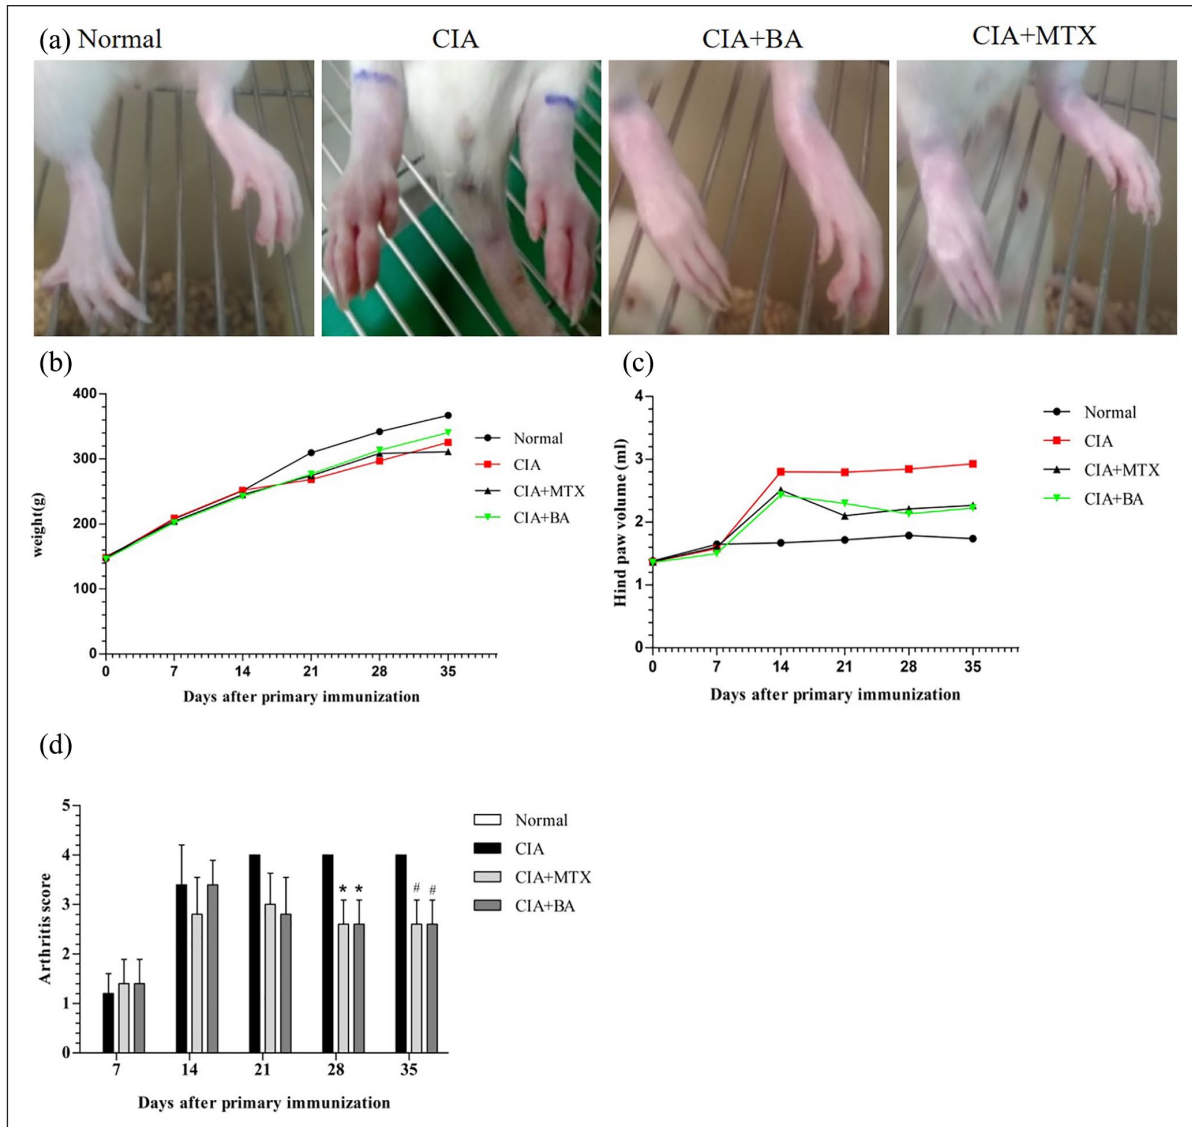 (a) Normal CIA CIA+BA CIA+MTX
(b)
400
300
200
100
0
weight(g)
0 7 14 21 28 35
Days after primary immunization
Normal
CIA
CIA+MTX
CIA+BA
(c)
4
3
2
1
0
Hind paw volume (ml)
0 7 14 21 28 35
Days after primary immunization
Normal
CIA
CIA+MTX
CIA+BA
(d)
5
4
3
2
1
0
Arthritis score
* *
# #
7 14 21 28 35
Days after primary immunization
Normal
CIA
CIA+MTX
CIA+BA